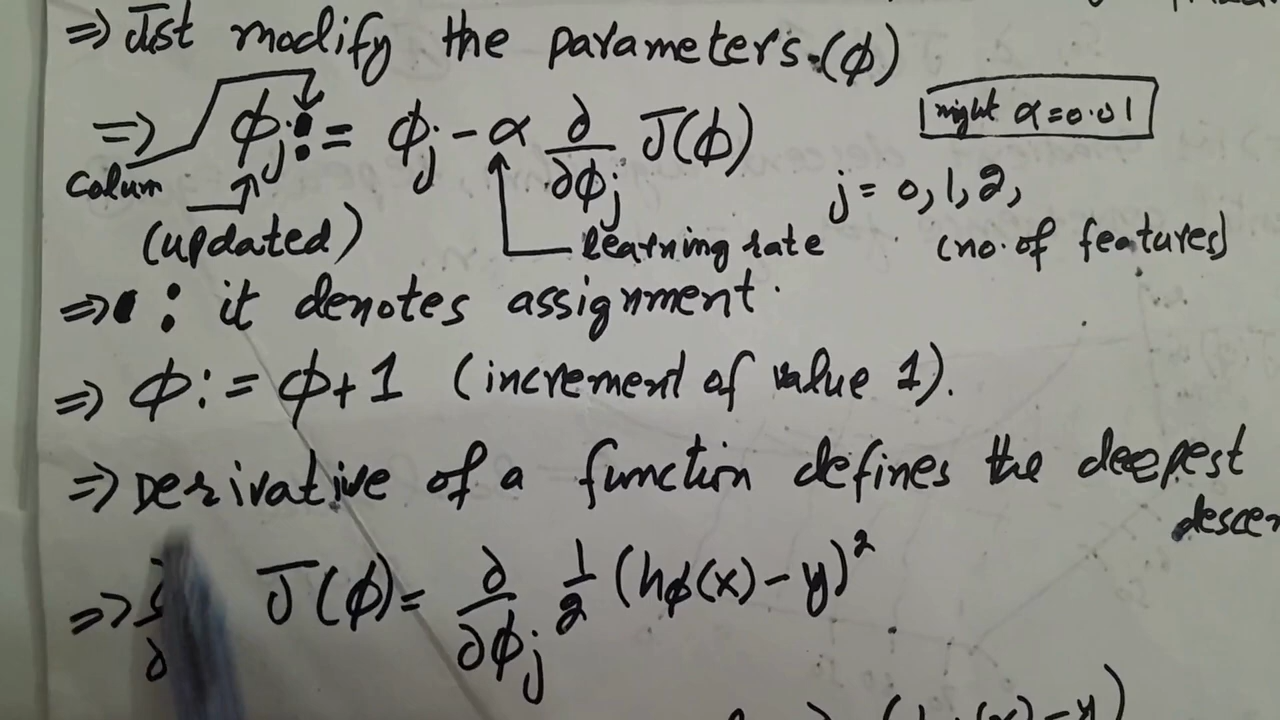 ⇒ Just modify the parameters. (ϕ)
⇒ ϕj := ϕj - α ∂/∂ϕj J(ϕ)
might α = 0.01
Colum
(updated)
learning rate
j = 0, 1, 2,
(no. of features)
⇒ : it denotes assignment.
⇒ ϕ := ϕ + 1 (increment of value 1).
⇒ Derivative of a function defines the deepest
⇒ J(ϕ) = ∂/∂ϕj 1/2 (hϕ(x) - y)²